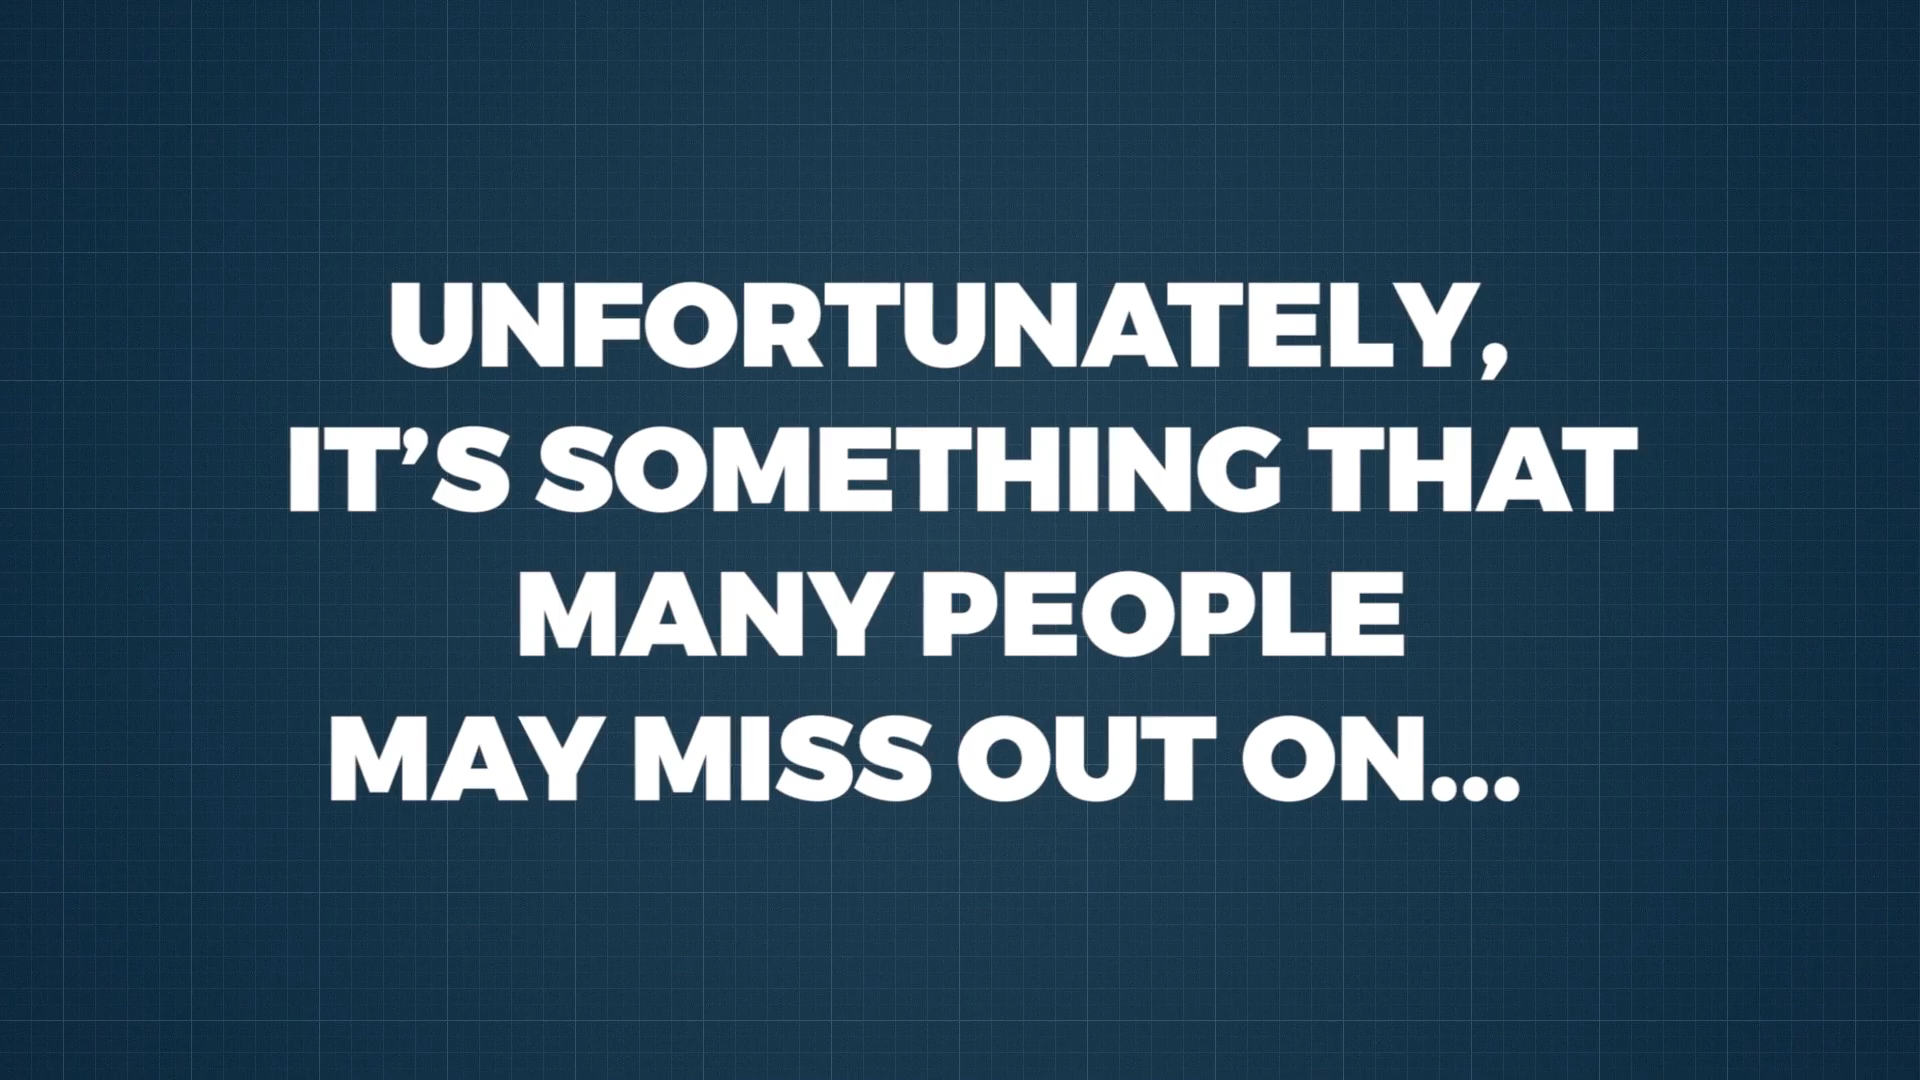 UNFORTUNATELY,
IT’S SOMETHING THAT
MANY PEOPLE
MAY MISS OUT ON...